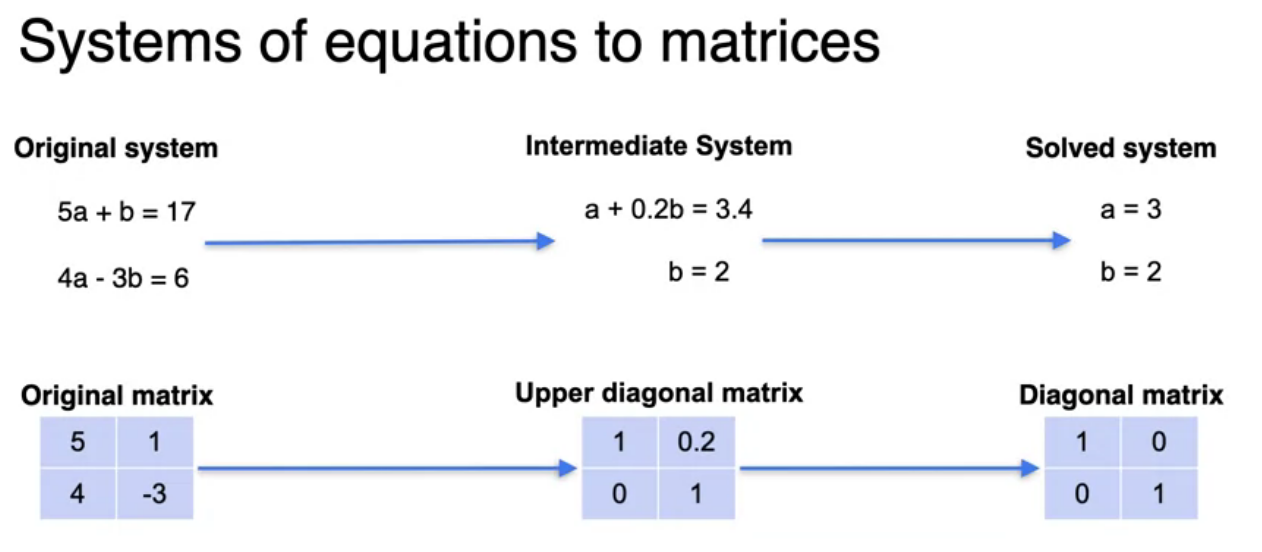 Systems of equations to matrices
Original system
Intermediate System
Solved system
5a + b = 17
a + 0.2b = 3.4
a = 3
4a - 3b = 6
b = 2
b = 2
Original matrix
Upper diagonal matrix
Diagonal matrix
5 1
1 0.2
1 0
4 -3
0 1
0 1